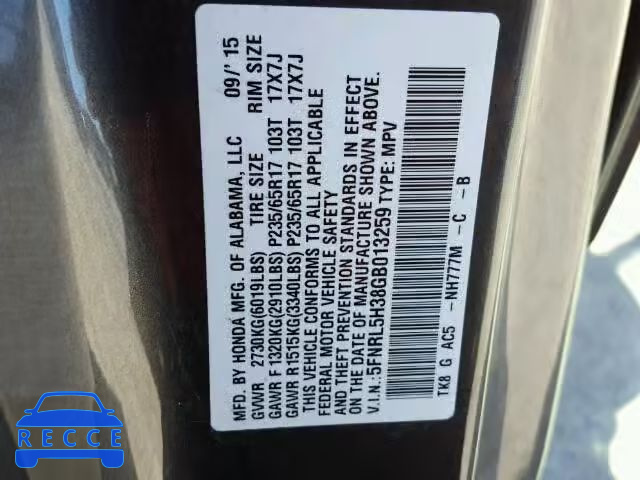 MFD. BY HONDA MFG. OF ALABAMA, LLC 09/' 15
GVWR 2730KG(6019LBS) TIRE SIZE RIM SIZE
GAWR F 1320KG(2910LBS) P235/65R17 103T 17X7J
GAWR R1515KG(3340LBS) P235/65R17 103T 17X7J
THIS VEHICLE CONFORMS TO ALL APPLICABLE
FEDERAL MOTOR VEHICLE SAFETY
AND THEFT PREVENTION STANDARDS IN EFFECT
ON THE DATE OF MANUFACTURE SHOWN ABOVE.
V.I.N.: 5FNRL5H38GB013259 TYPE: MPV
TK8 G AC5 -NH777M -C -B
RECCE